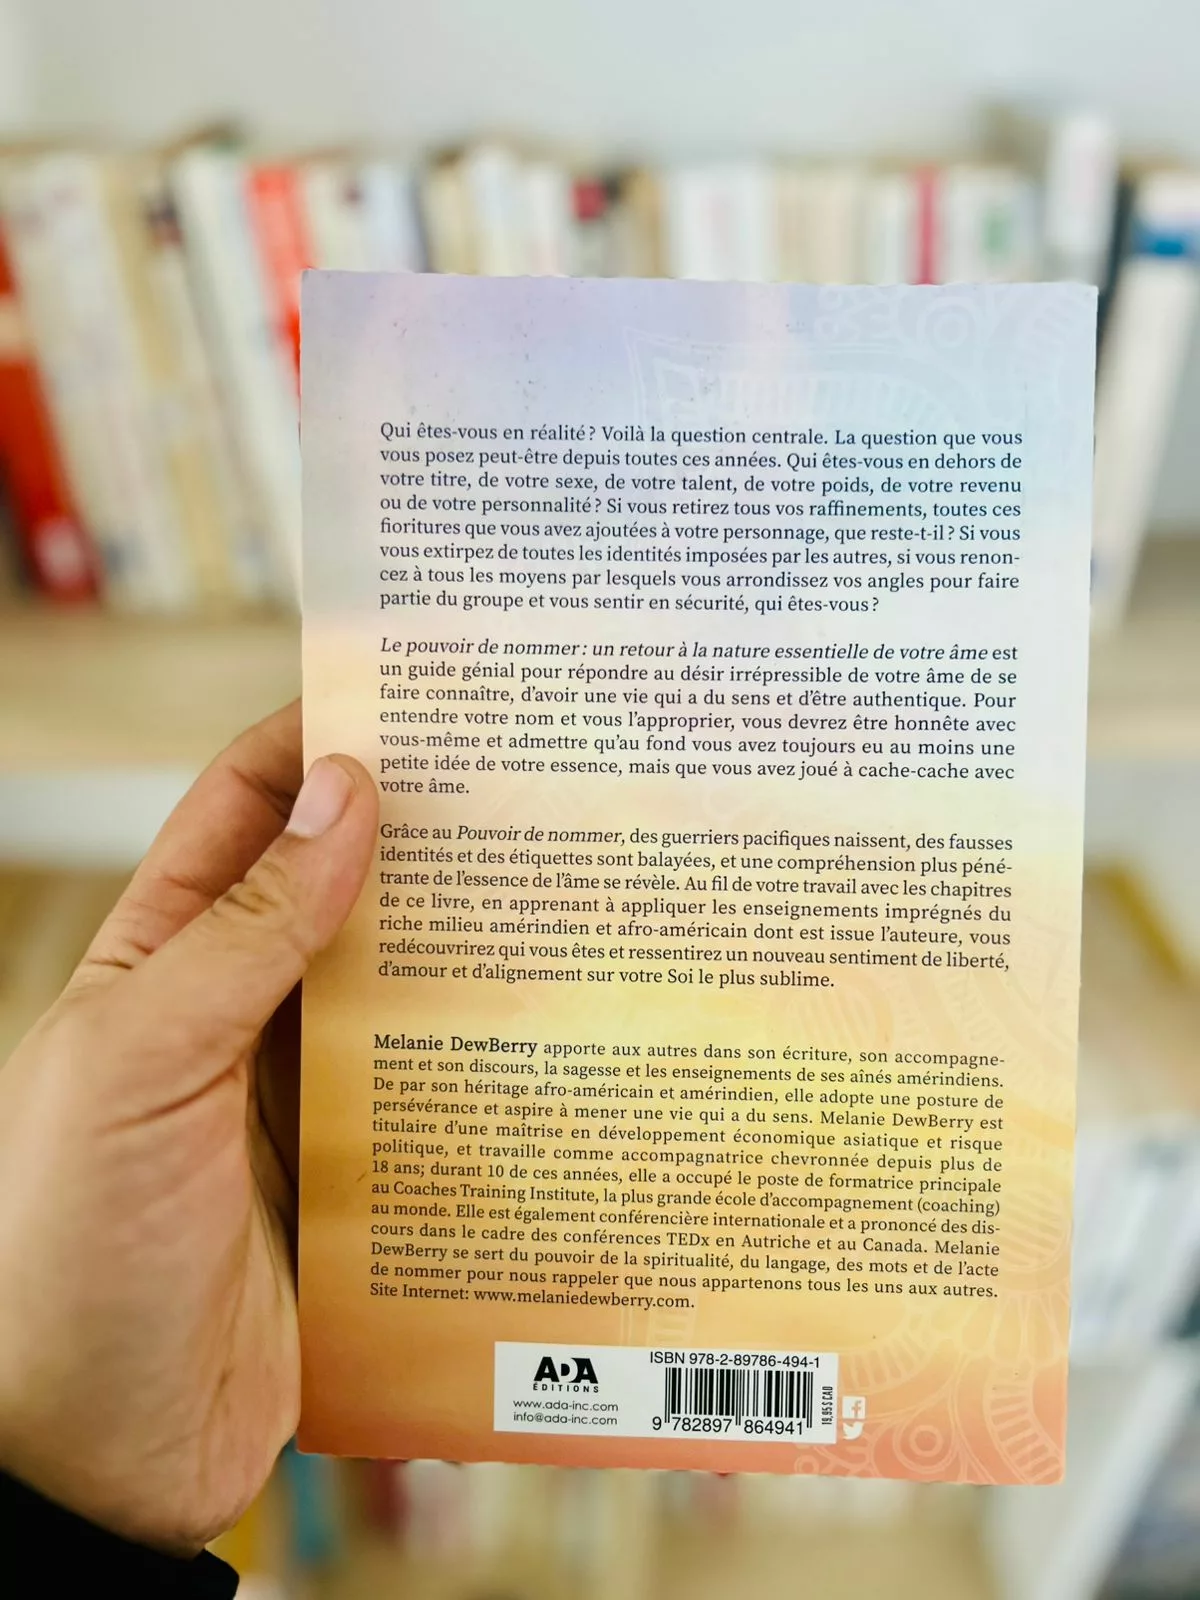 Qui êtes-vous en réalité ? Voilà la question centrale. La question que vous
vous posez peut-être depuis toutes ces années. Qui êtes-vous en dehors de
votre titre, de votre sexe, de votre talent, de votre poids, de votre revenu
ou de votre personnalité ? Si vous retirez tous vos raffinements, toutes ces
fioritures que vous avez ajoutées à votre personnage, que reste-t-il ? Si vous
vous extirpez de toutes les identités imposées par les autres, si vous renon-
cez à tous les moyens par lesquels vous arrondissez vos angles pour faire
partie du groupe et vous sentir en sécurité, qui êtes-vous ?
Le pouvoir de nommer : un retour à la nature essentielle de votre âme est
un guide génial pour répondre au désir irrépressible de votre âme de se
faire connaître, d'avoir une vie qui a du sens et d'être authentique. Pour
entendre votre nom et vous l'approprier, vous devrez être honnête avec
vous-même et admettre qu'au fond vous avez toujours eu au moins une
petite idée de votre essence, mais que vous avez joué à cache-cache avec
votre âme.
Grâce au Pouvoir de nommer, des guerriers pacifiques naissent, des fausses
identités et des étiquettes sont balayées, et une compréhension plus péné-
trante de l'essence de l'âme se révèle. Au fil de votre travail avec les chapitres
de ce livre, en apprenant à appliquer les enseignements imprégnés du
riche milieu amérindien et afro-américain dont est issue l'auteure, vous
redécouvrirez qui vous êtes et ressentirez un nouveau sentiment de liberté,
d'amour et d'alignement sur votre Soi le plus sublime.
Melanie DewBerry apporte aux autres dans son écriture, son accompagne-
ment et son discours, la sagesse et les enseignements de ses aînés amérindiens.
De par son héritage afro-américain et amérindien, elle adopte une posture de
persévérance et aspire à mener une vie qui a du sens. Melanie DewBerry est
titulaire d'une maîtrise en développement économique asiatique et risque
politique, et travaille comme accompagnatrice chevronnée depuis plus de
18 ans; durant 10 de ces années, elle a occupé le poste de formatrice principale
au Coaches Training Institute, la plus grande école d'accompagnement (coaching)
au monde. Elle est également conférencière internationale et a prononcé des dis-
cours dans le cadre des conférences TEDx en Autriche et au Canada. Melanie
DewBerry se sert du pouvoir de la spiritualité, du langage, des mots et de l'acte
de nommer pour nous rappeler que nous appartenons tous les uns aux autres.
Site Internet: www.melaniedewberry.com.
ADA
ÉDITIONS
www.ada-inc.com
info@ada-inc.com
ISBN 978-2-89786-494-1
9 782897 864941
19,95 $ CAD